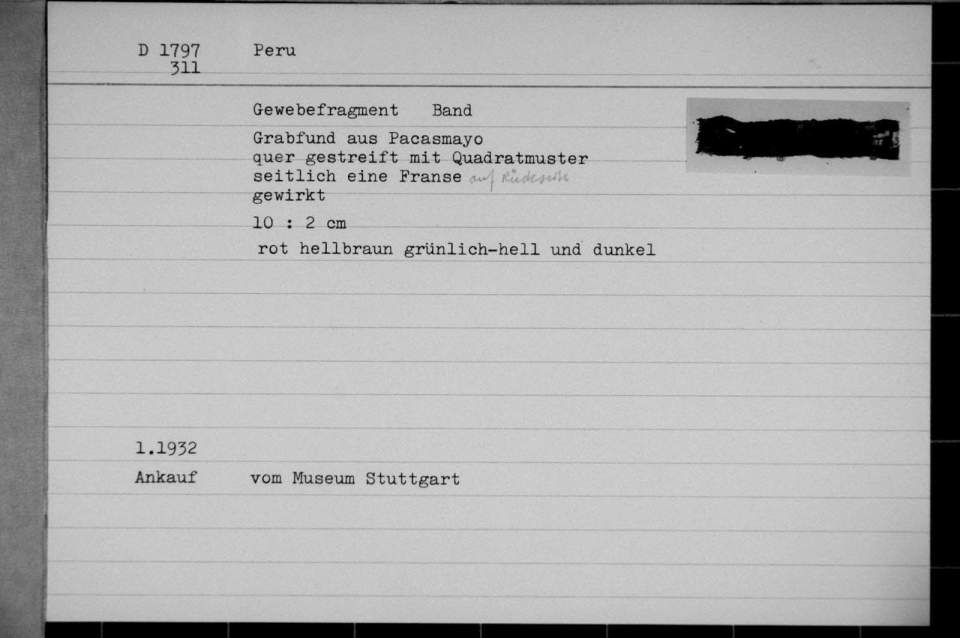 D 1797 Peru
311
Gewebefragment Band
Grabfund aus Pacasmayo
quer gestreift mit Quadratmuster
seitlich eine Franse auf
gewirkt
10 : 2 cm
rot hellbraun grünlich-hell und dunkel
1.1932
Ankauf vom Museum Stuttgart